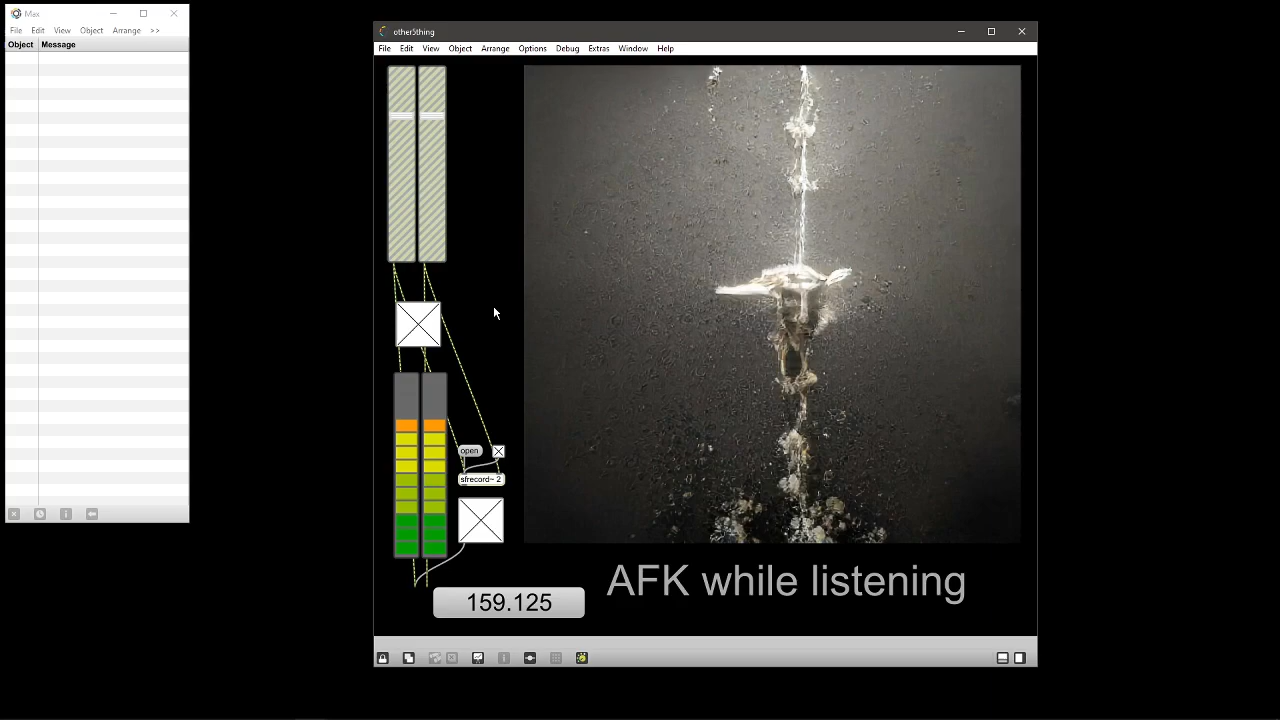 Max
File Edit View Object Arrange >>
Object Message
other5thing
File Edit View Object Arrange Options Debug Extras Window Help
open
sfrecord~ 2
159.125
AFK while listening